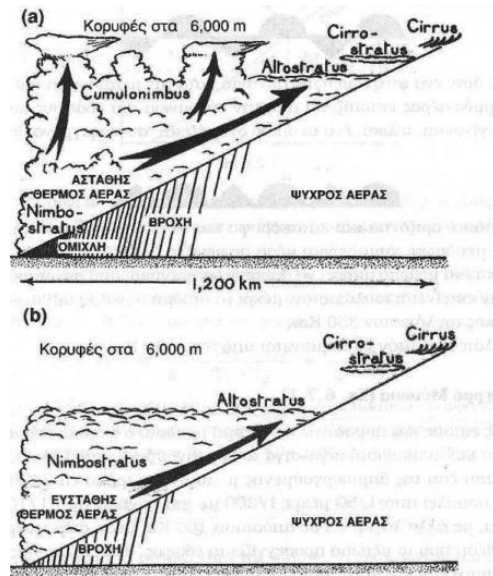 (a)
Κορυφές στα 6,000 m
Cumulonimbus
Altostratus
Cirro-
stratus
Cirrus
ΑΣΤΑΘΗΣ
ΘΕΡΜΟΣ ΑΕΡΑΣ
Nimbo-
stratus
ΟΜΙΧΛΗ
ΒΡΟΧΗ
ΨΥΧΡΟΣ ΑΕΡΑΣ
1,200 km
(b)
Κορυφές στα 6,000 m
Cirro-
stratus
Cirrus
Altostratus
Nimbostratus
ΕΥΣΤΑΘΗΣ
ΘΕΡΜΟΣ ΑΕΡΑΣ
ΒΡΟΧΗ
ΨΥΧΡΟΣ ΑΕΡΑΣ